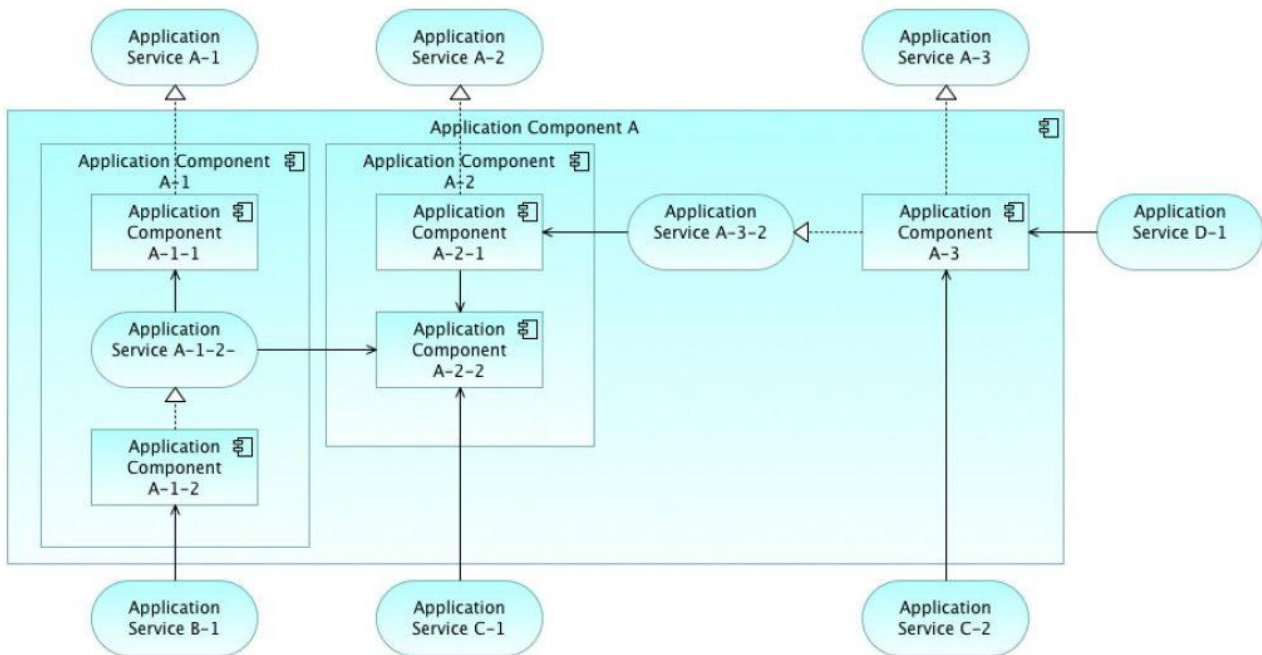 Application
Service A-1
Application
Service A-2
Application
Service A-3
Application Component A
Application Component
A-1
Application Component
A-2
Application
Component
A-1-1
Application
Component
A-2-1
Application
Service A-3-2
Application
Component
A-3
Application
Service D-1
Application
Service A-1-2-
Application
Component
A-2-2
Application
Component
A-1-2
Application
Service B-1
Application
Service C-1
Application
Service C-2